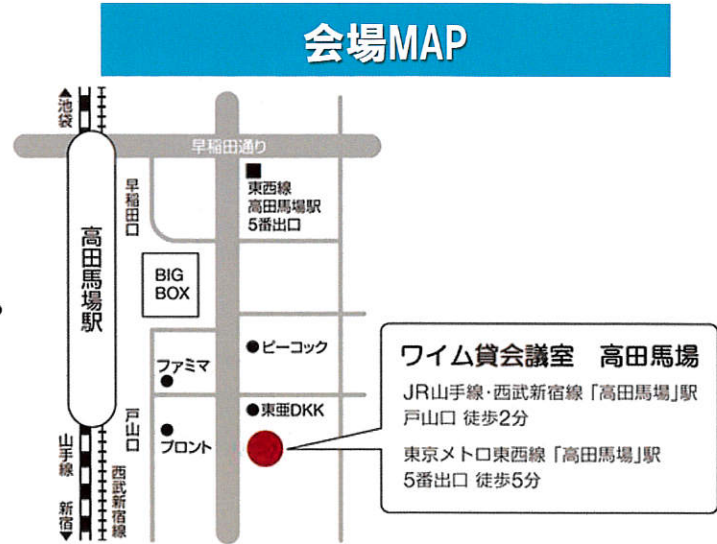 会場MAP
▲池袋
早稲田通り
早稲田口
高田馬場駅
東西線
高田馬場駅
5番出口
BIG
BOX
ピーコック
ファミマ
東亜DKK
戸山口
プロント
山手線
新宿▼
西武新宿線
ワイム貸会議室 高田馬場
JR山手線・西武新宿線「高田馬場」駅
戸山口 徒歩2分
東京メトロ東西線「高田馬場」駅
5番出口 徒歩5分